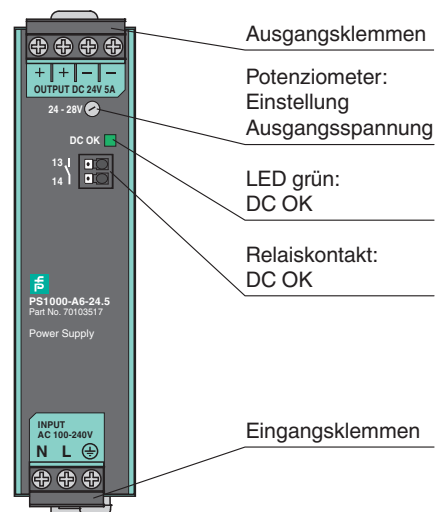 Ausgangsklemmen
+ + − −
OUTPUT DC 24V 5A
Potenziometer:
Einstellung
Ausgangsspannung
24 - 28V
DC OK
LED grün:
DC OK
13
14
Relaiskontakt:
DC OK
PS1000-A6-24.5
Part No. 70103517
Power Supply
INPUT
AC 100-240V
N L
Eingangsklemmen